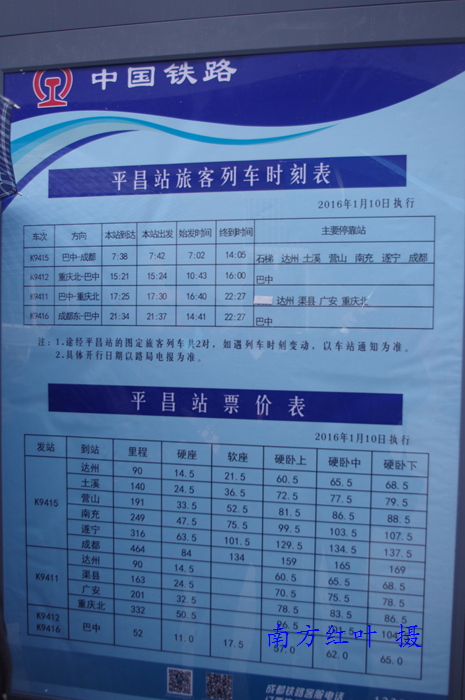 中国铁路
平昌站旅客列车时刻表
2016年1月10日执行
车次 方向 本站到达 本站出发 始发时间 终到时间 主要停靠站
K9415 巴中-成都 7:38 7:42 7:02 14:05 石梯 达州 土溪 营山 南充 遂宁 成都
K9412 重庆北-巴中 15:21 15:24 10:43 16:00 巴中
K9411 巴中-重庆北 17:25 17:30 16:40 22:27 达州 渠县 广安 重庆北
K9416 成都东-巴中 21:34 21:37 14:41 22:27 巴中
注：1.途经平昌站的图定旅客列车共2对，如遇列车时刻变动，以车站通知为准。
2.具体开行日期以路局电报为准。
平昌站票价表
2016年1月10日执行
发站 到站 里程 硬座 软座 硬卧上 硬卧中 硬卧下
K9415 达州 90 14.5 21.5 60.5 65.5 68.5
土溪 140 24.5 36.5 72.5 77.5 79.5
营山 191 33.5 52.5 81.5 86.5 88.5
南充 249 47.5 75.5 99.5 103.5 107.5
遂宁 316 63.5 101.5 129.5 134.5 137.5
成都 464 84 134 159 165 169
K9411 达州 90 14.5 60.5 65.5 68.5
渠县 163 24.5 70.5 75.5 78.5
广安 201 32.5 78.5 83.5 86.5
重庆北 332 50.5
K9412 K9416 巴中 52 11.0 17.5 57.0 62.0 65.0
南方红叶 摄
成都铁路客服电话